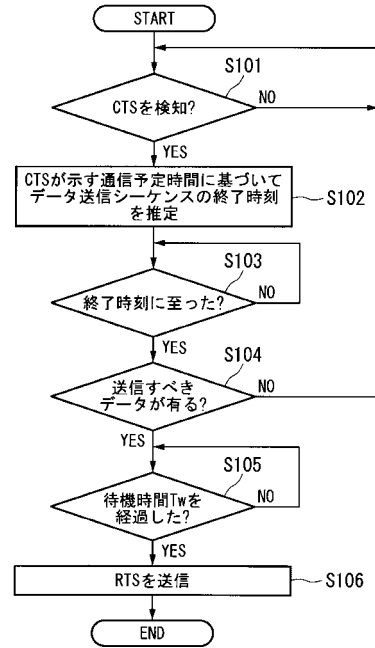 START
S101
CTSを検知?
NO
YES
CTSが示す通信予定時間に基づいて
データ送信シーケンスの終了時刻
を推定
S102
S103
終了時刻に至った?
NO
YES
S104
送信すべき
データが有る?
NO
YES
S105
待機時間Twを
経過した?
NO
YES
RTSを送信
S106
END